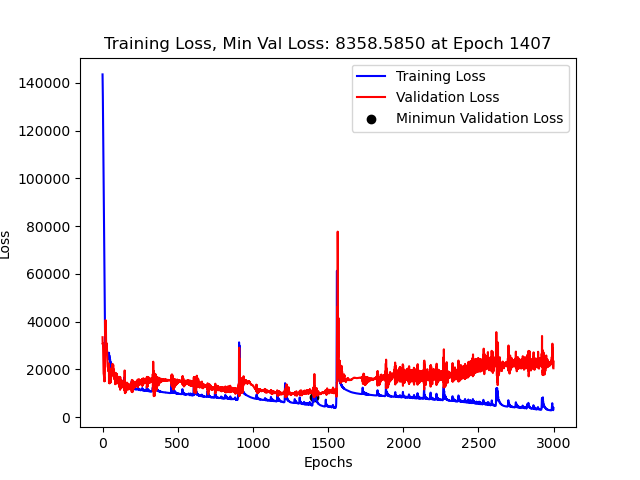 Training Loss, Min Val Loss: 8358.5850 at Epoch 1407
Training Loss
Validation Loss
Minimun Validation Loss
Loss
140000
120000
100000
80000
60000
40000
20000
0
0 500 1000 1500 2000 2500 3000
Epochs